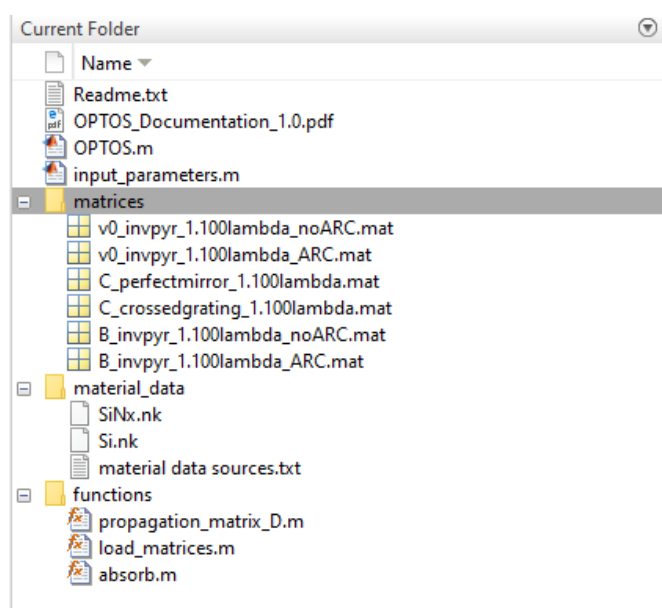 Current Folder
Name
Readme.txt
OPTOS_Documentation_1.0.pdf
OPTOS.m
input_parameters.m
matrices
v0_invpyr_1.100lambda_noARC.mat
v0_invpyr_1.100lambda_ARC.mat
C_perfectmirror_1.100lambda.mat
C_crossedgrating_1.100lambda.mat
B_invpyr_1.100lambda_noARC.mat
B_invpyr_1.100lambda_ARC.mat
material_data
SiNx.nk
Si.nk
material data sources.txt
functions
propagation_matrix_D.m
load_matrices.m
absorb.m